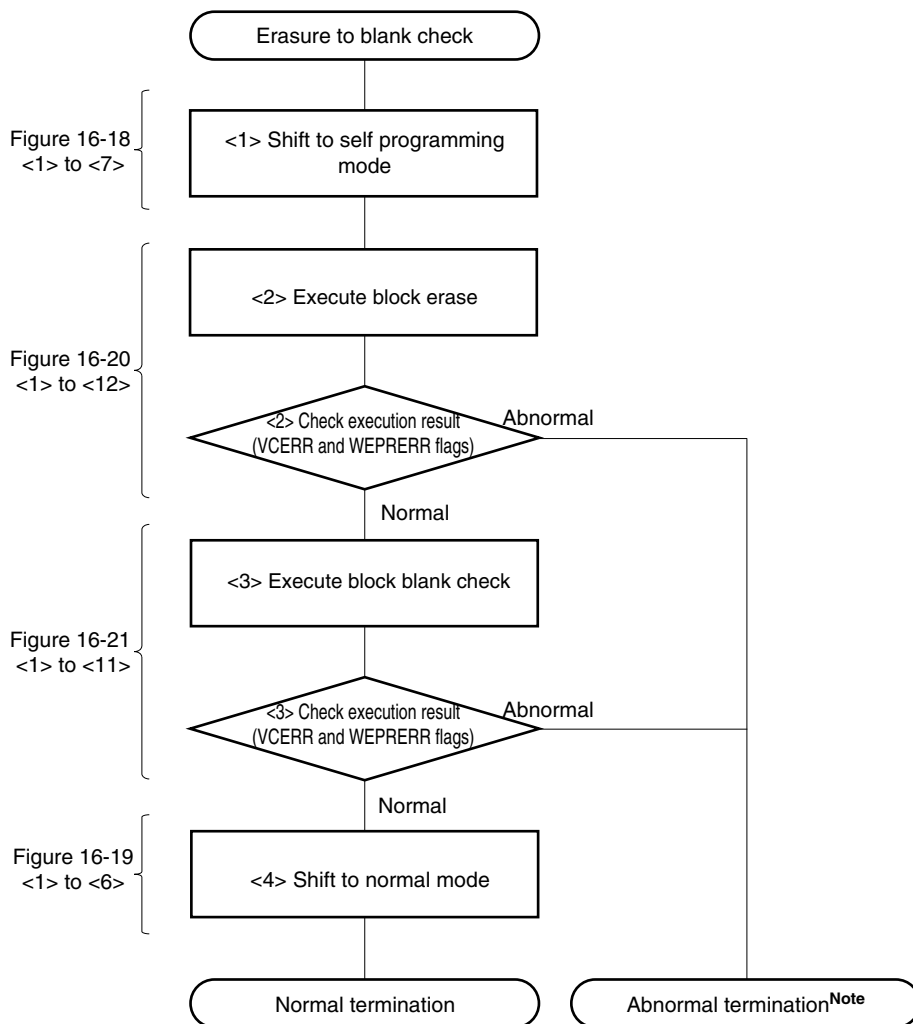 Erasure to blank check
Figure 16-18
<1> to <7>
<1> Shift to self programming
mode
<2> Execute block erase
Figure 16-20
<1> to <12>
<2> Check execution result
(VCERR and WEPRERR flags)
Abnormal
Normal
<3> Execute block blank check
Figure 16-21
<1> to <11>
<3> Check execution result
(VCERR and WEPRERR flags)
Abnormal
Normal
Figure 16-19
<1> to <6>
<4> Shift to normal mode
Normal termination
Abnormal termination Note